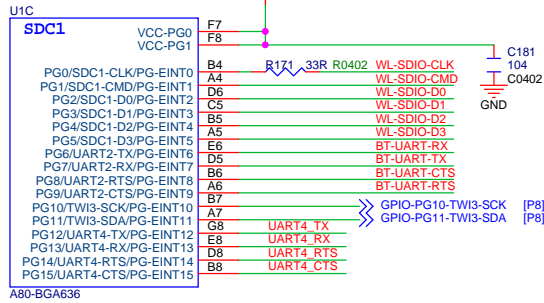 U1C
SDC1
VCC-PG0 F7
VCC-PG1 F8
C181
104
C0402
GND
PG0/SDC1-CLK/PG-EINT0 B4 R171 33R R0402 WL-SDIO-CLK
PG1/SDC1-CMD/PG-EINT1 A4 WL-SDIO-CMD
PG2/SDC1-D0/PG-EINT2 D6 WL-SDIO-D0
PG3/SDC1-D1/PG-EINT3 C5 WL-SDIO-D1
PG4/SDC1-D2/PG-EINT4 B5 WL-SDIO-D2
PG5/SDC1-D3/PG-EINT5 A5 WL-SDIO-D3
PG6/UART2-TX/PG-EINT6 E6 BT-UART-RX
PG7/UART2-RX/PG-EINT7 D5 BT-UART-TX
PG8/UART2-RTS/PG-EINT8 B6 BT-UART-CTS
PG9/UART2-CTS/PG-EINT9 A6 BT-UART-RTS
PG10/TWI3-SCK/PG-EINT10 B7 GPIO-PG10-TWI3-SCK [P8]
PG11/TWI3-SDA/PG-EINT11 A7 GPIO-PG11-TWI3-SDA [P8]
PG12/UART4-TX/PG-EINT12 G8 UART4_TX
PG13/UART4-RX/PG-EINT13 E8 UART4_RX
PG14/UART4-RTS/PG-EINT14 D8 UART4_RTS
PG15/UART4-CTS/PG-EINT15 B8 UART4_CTS
A80-BGA636